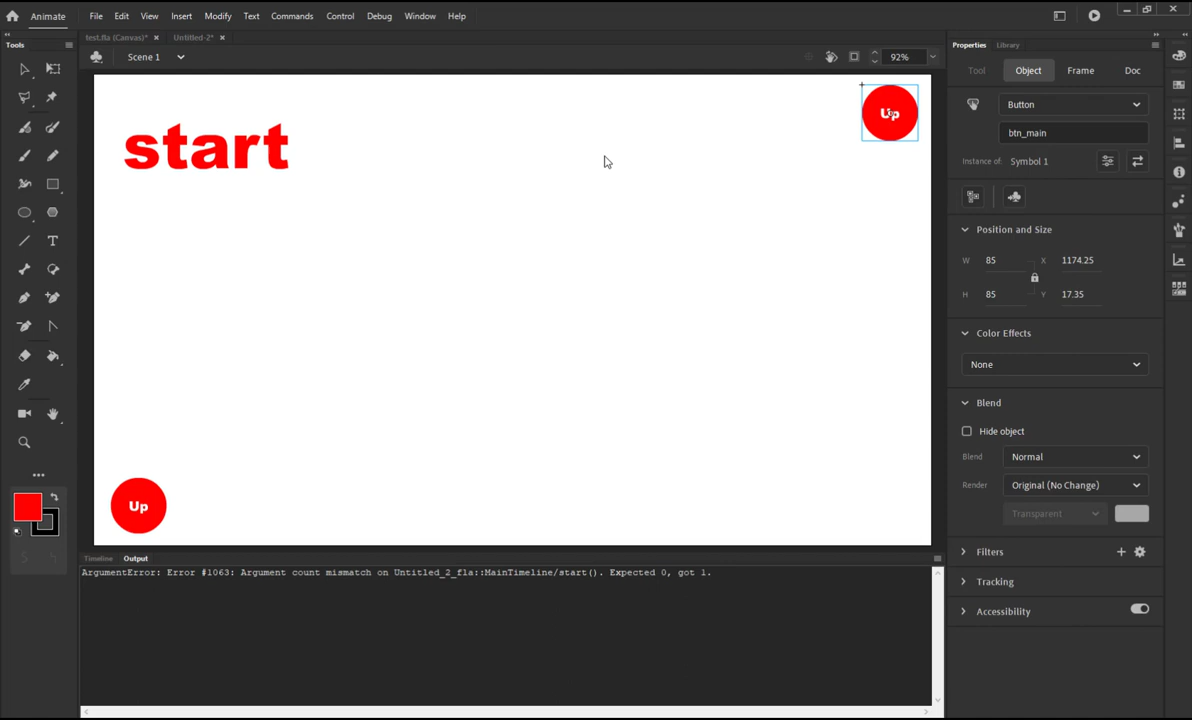 Animate File Edit View Insert Modify Text Commands Control Debug Window Help
Tools
test.fla (Canvas)* × Untitled-2* ×
Properties Library
Scene 1
92%
Tool Object Frame Doc
Button
btn_main
Instance of: Symbol 1
start
Up
Position and Size
W 85 X 1174.25
H 85 Y 17.35
Color Effects
None
Blend
Hide object
Blend Normal
Render Original (No Change)
Transparent
Up
Filters
Tracking
Accessibility
Timeline Output
ArgumentError: Error #1063: Argument count mismatch on Untitled_2_fla::MainTimeline/start(). Expected 0, got 1.